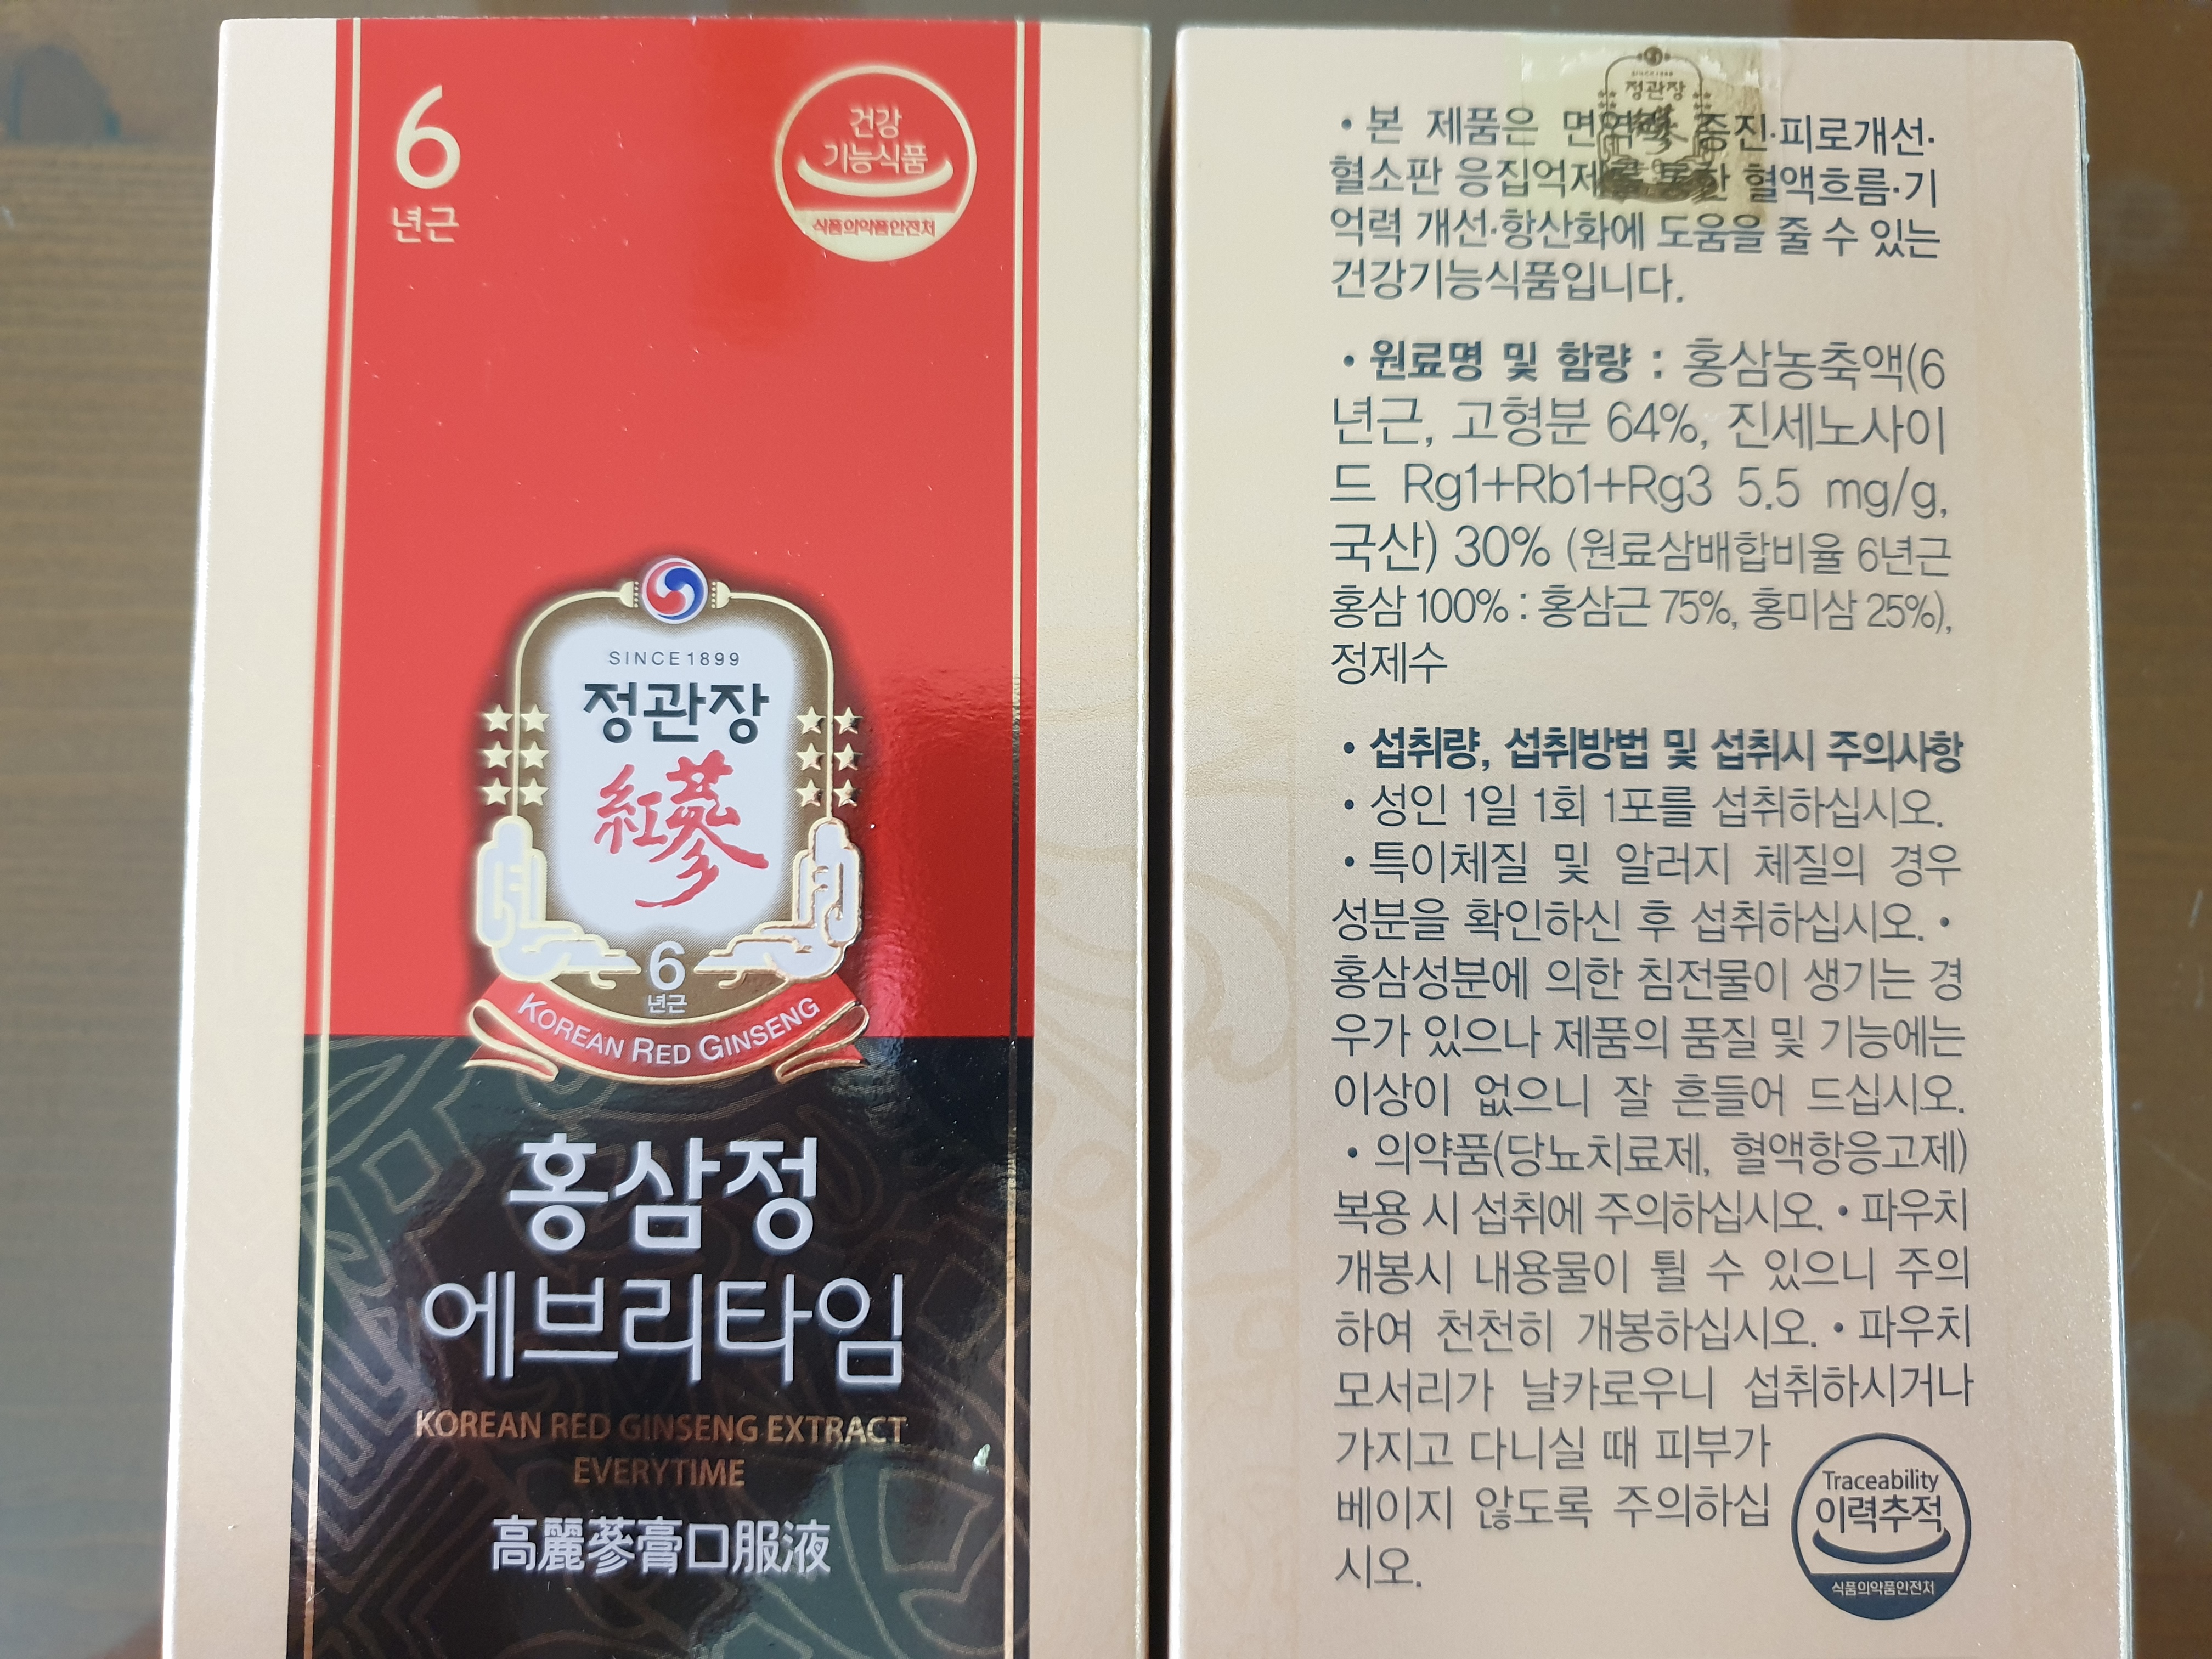 6
년근
건강
기능식품
식품의약품안전처
SINCE 1899
정관장
紅蔘
6
년근
KOREAN RED GINSENG
홍삼정
에브리타임
KOREAN RED GINSENG EXTRACT
EVERYTIME
高麗蔘膏口服液
SINCE 1899
정관장
• 본 제품은 면역력 증진·피로개선·
혈소판 응집억제를 통한 혈액흐름·기
억력 개선·항산화에 도움을 줄 수 있는
건강기능식품입니다.
• 원료명 및 함량 : 홍삼농축액(6
년근, 고형분 64%, 진세노사이
드 Rg1+Rb1+Rg3 5.5 mg/g,
국산) 30% (원료삼배합비율 6년근
홍삼 100% : 홍삼근 75%, 홍미삼 25%),
정제수
• 섭취량, 섭취방법 및 섭취시 주의사항
• 성인 1일 1회 1포를 섭취하십시오.
• 특이체질 및 알러지 체질의 경우
성분을 확인하신 후 섭취하십시오. •
홍삼성분에 의한 침전물이 생기는 경
우가 있으나 제품의 품질 및 기능에는
이상이 없으니 잘 흔들어 드십시오.
• 의약품(당뇨치료제, 혈액항응고제)
복용 시 섭취에 주의하십시오. • 파우치
개봉시 내용물이 튈 수 있으니 주의
하여 천천히 개봉하십시오. • 파우치
모서리가 날카로우니 섭취하시거나
가지고 다니실 때 피부가
베이지 않도록 주의하십
시오.
Traceability
이력추적
식품의약품안전처